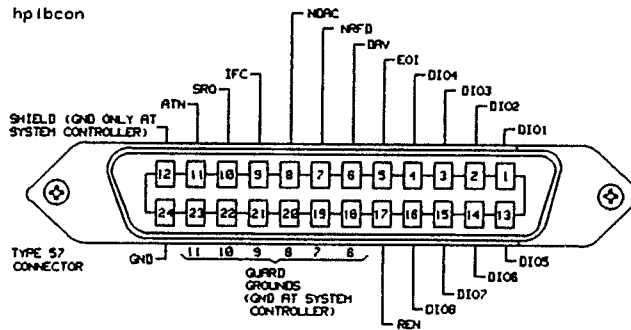 hplbcon
NDAC
NRFD
DAV
EOI
DIO4
DIO3
DIO2
DIO1
IFC
SRQ
ATN
SHIELD (GND ONLY AT
SYSTEM CONTROLLER)
12 11 10 9 8 7 6 5 4 3 2 1
24 23 22 21 20 19 18 17 16 15 14 13
TYPE 57
CONNECTOR
GND
11 10 9 8 7 6
GUARD
GROUNDS
(GND AT SYSTEM
CONTROLLER)
DIO5
DIO6
DIO7
DIO8
REN